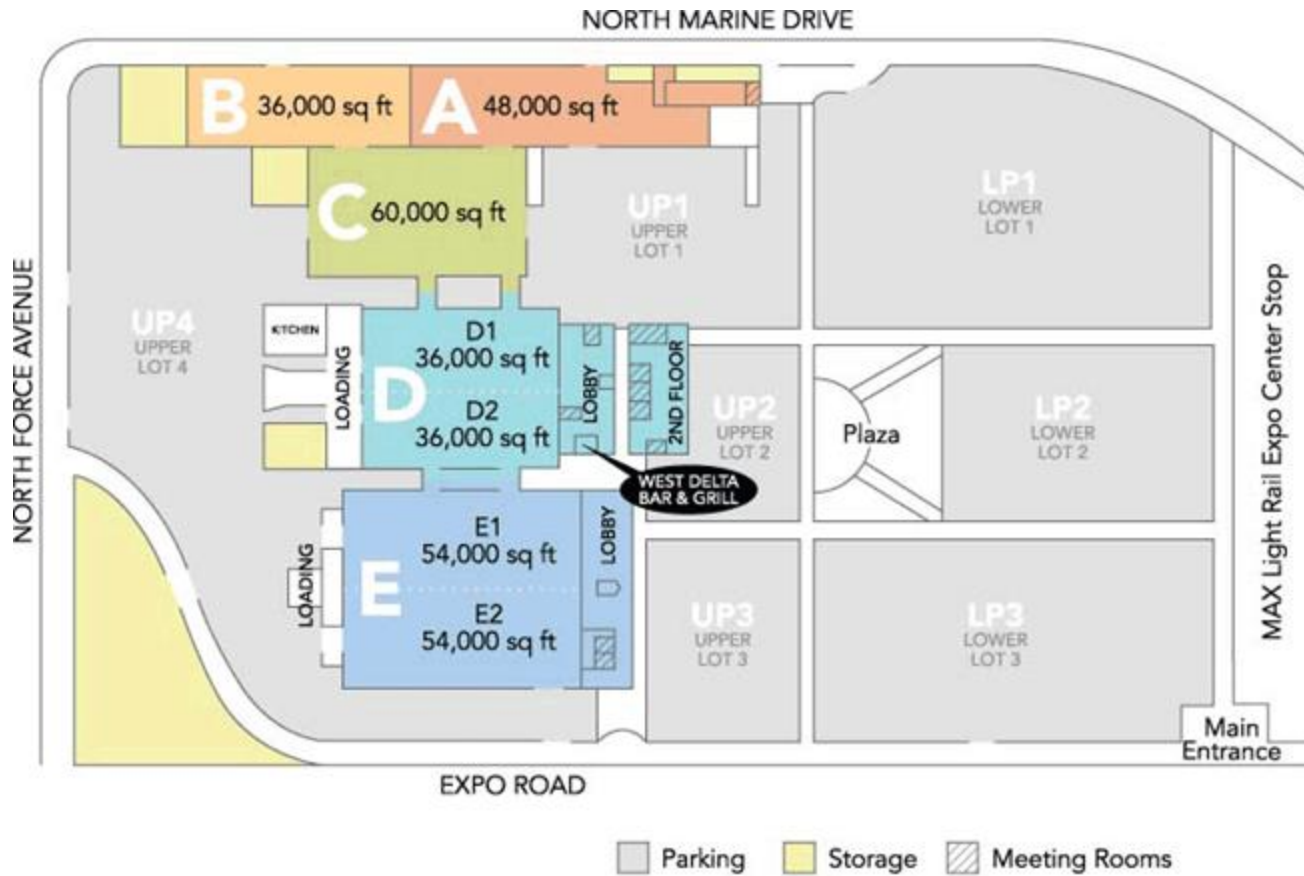 NORTH MARINE DRIVE
B
36,000 sq ft
A
48,000 sq ft
C
60,000 sq ft
UP1
UPPER
LOT 1
LP1
LOWER
LOT 1
NORTH FORCE AVENUE
UP4
UPPER
LOT 4
KITCHEN
LOADING
D
D1
36,000 sq ft
D2
36,000 sq ft
LOBBY
2ND FLOOR
UP2
UPPER
LOT 2
Plaza
LP2
LOWER
LOT 2
MAX Light Rail Expo Center Stop
WEST DELTA
BAR & GRILL
LOADING
E
E1
54,000 sq ft
E2
54,000 sq ft
LOBBY
UP3
UPPER
LOT 3
LP3
LOWER
LOT 3
Main
Entrance
EXPO ROAD
Parking
Storage
Meeting Rooms